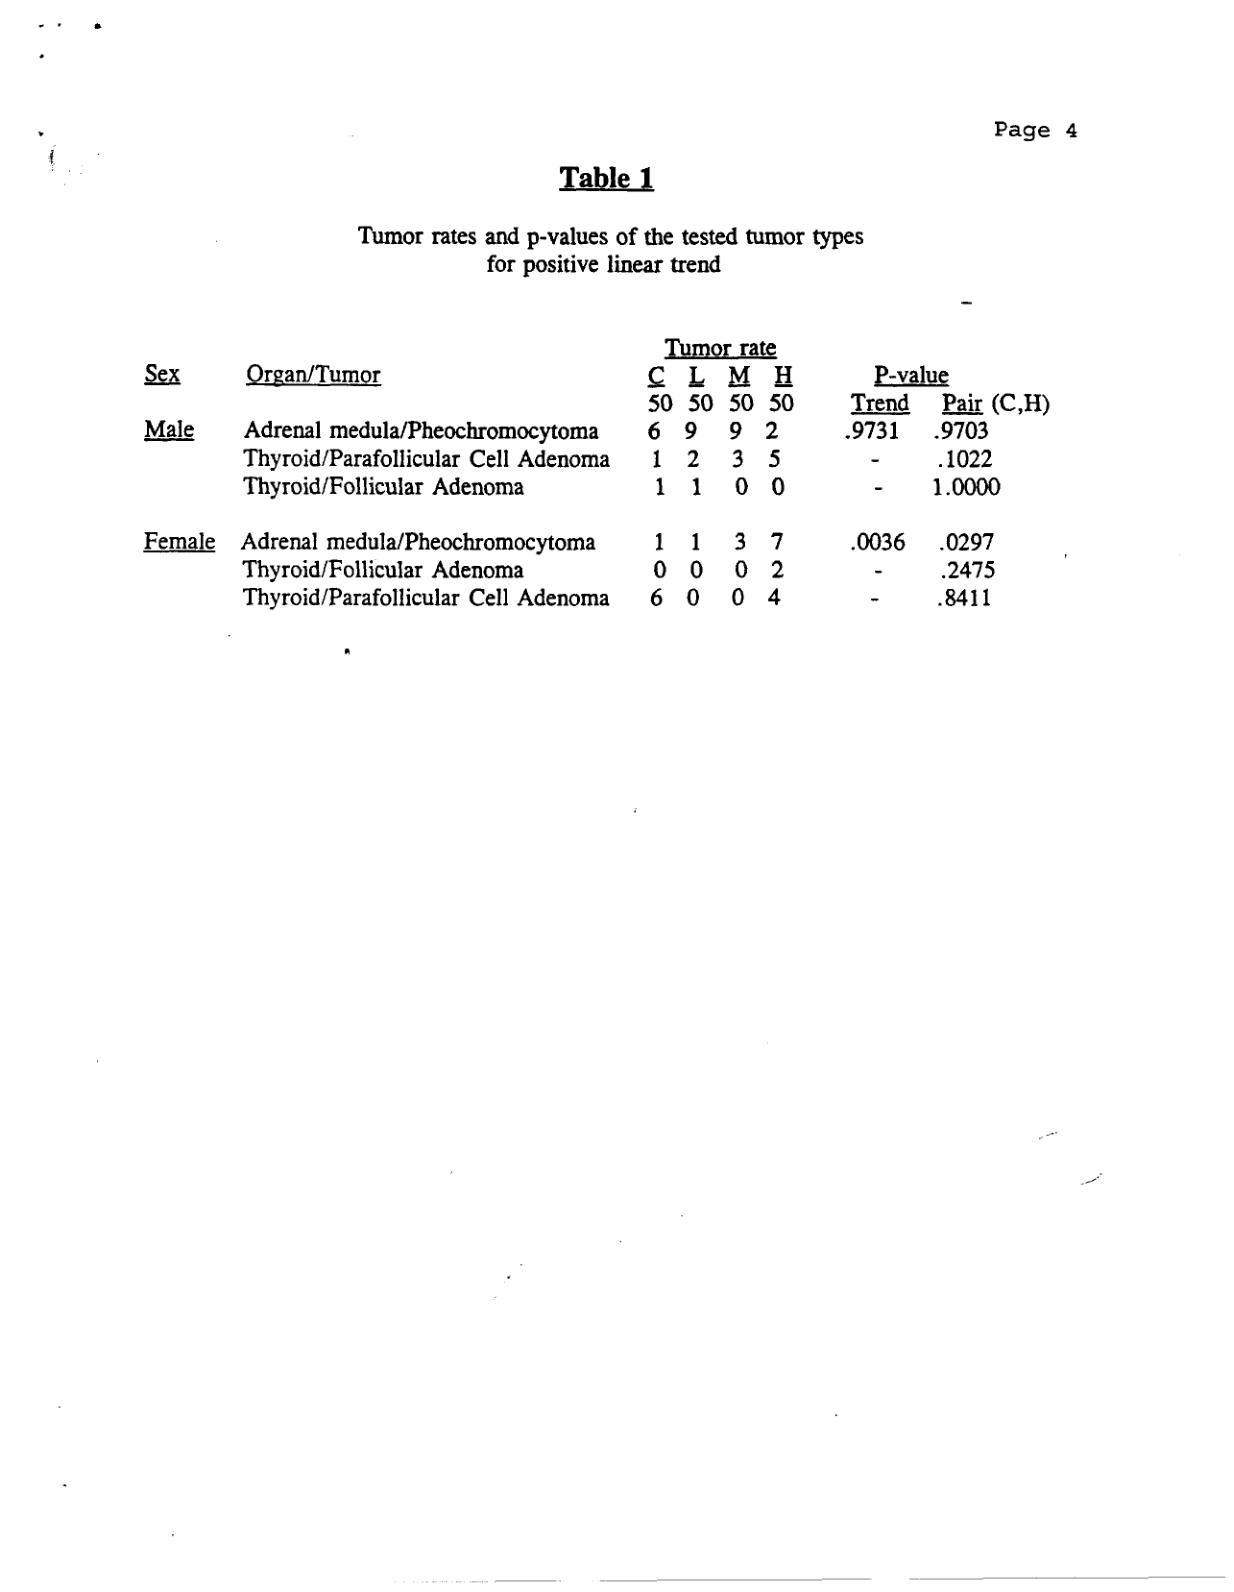 Page 4
Table 1
Tumor rates and p-values of the tested tumor types
for positive linear trend
Tumor rate
Sex Organ/Tumor C L M H P-value
50 50 50 50 Trend Pair (C,H)
Male Adrenal medula/Pheochromocytoma 6 9 9 2 .9731 .9703
Thyroid/Parafollicular Cell Adenoma 1 2 3 5 - .1022
Thyroid/Follicular Adenoma 1 1 0 0 - 1.0000
Female Adrenal medula/Pheochromocytoma 1 1 3 7 .0036 .0297
Thyroid/Follicular Adenoma 0 0 0 2 - .2475
Thyroid/Parafollicular Cell Adenoma 6 0 0 4 - .8411